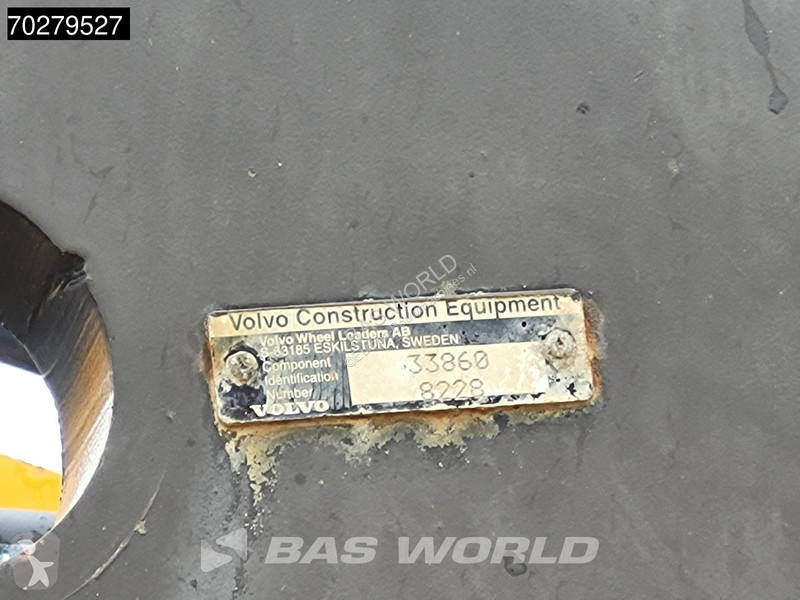 70279527
Volvo Construction Equipment
Volvo Wheel Loaders AB
S-63185 ESKILSTUNA, SWEDEN
Component 33860
Identification
Number 8228
VOLVO
BAS WORLD